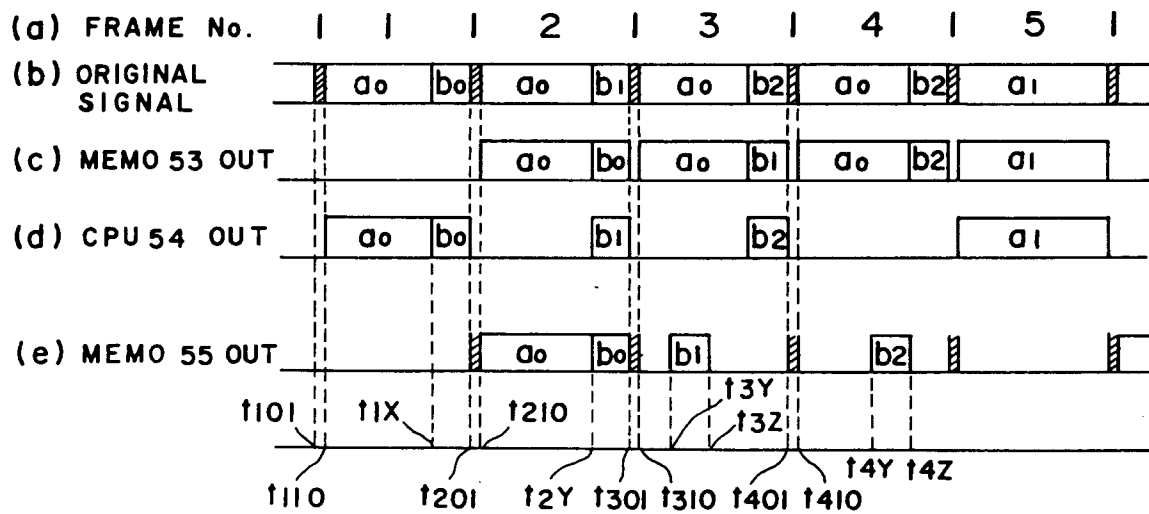 (a) FRAME No. | 1 | 2 | 3 | 4 | 5 |
(b) ORIGINAL SIGNAL a0 b0 a0 b1 a0 b2 a0 b2 a1
(c) MEMO 53 OUT a0 b0 a0 b1 a0 b2 a1
(d) CPU 54 OUT a0 b0 b1 b2 a1
(e) MEMO 55 OUT a0 b0 b1 b2
t101 t1X t210 t3Y
t3Z
t4Y t4Z
t110 t201 t2Y t301 t310 t401 t410